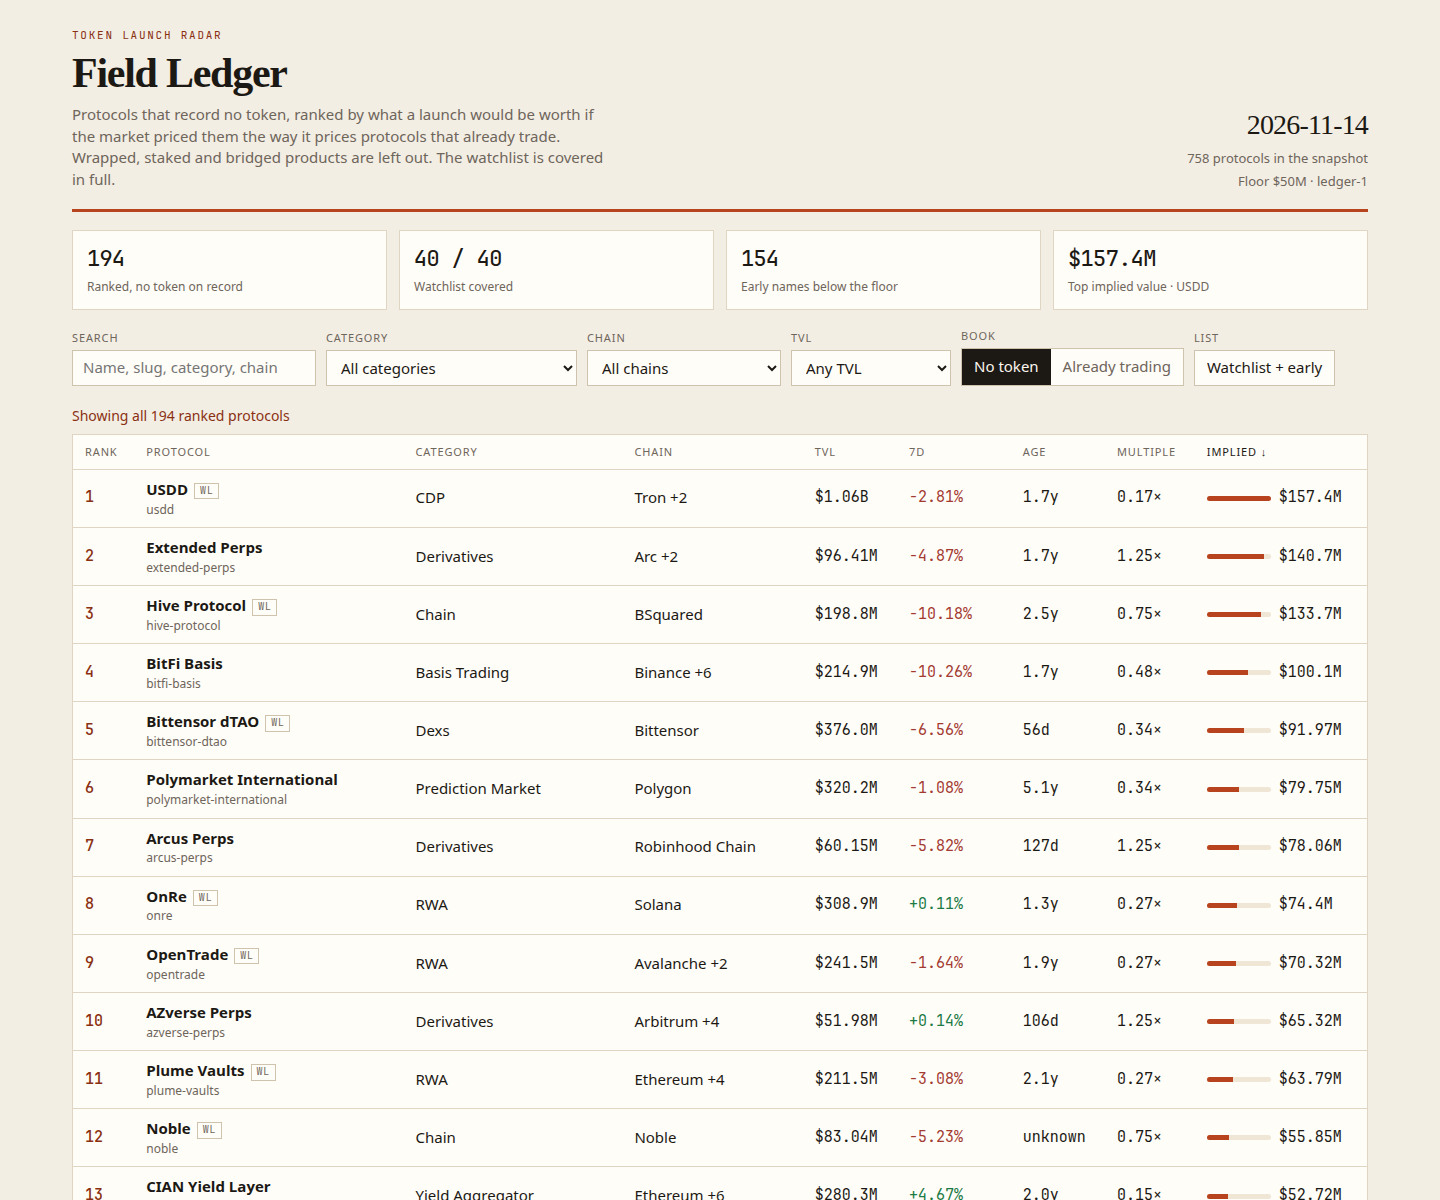 TOKEN LAUNCH RADAR
Field Ledger
Protocols that record no token, ranked by what a launch would be worth if
the market priced them the way it prices protocols that already trade.
Wrapped, staked and bridged products are left out. The watchlist is covered
in full.
2026-11-14
758 protocols in the snapshot
Floor $50M · ledger-1
194
Ranked, no token on record
40 / 40
Watchlist covered
154
Early names below the floor
$157.4M
Top implied value · USDD
SEARCH CATEGORY CHAIN TVL BOOK LIST
Name, slug, category, chain All categories All chains Any TVL No token Already trading Watchlist + early
Showing all 194 ranked protocols
RANK PROTOCOL CATEGORY CHAIN TVL 7D AGE MULTIPLE IMPLIED ↓
1 USDD WL CDP Tron +2 $1.06B -2.81% 1.7y 0.17× $157.4M
usdd
2 Extended Perps Derivatives Arc +2 $96.41M -4.87% 1.7y 1.25× $140.7M
extended-perps
3 Hive Protocol WL Chain BSquared $198.8M -10.18% 2.5y 0.75× $133.7M
hive-protocol
4 BitFi Basis Basis Trading Binance +6 $214.9M -10.26% 1.7y 0.48× $100.1M
bitfi-basis
5 Bittensor dTAO WL Dexs Bittensor $376.0M -6.56% 56d 0.34× $91.97M
bittensor-dtao
6 Polymarket International Prediction Market Polygon $320.2M -1.08% 5.1y 0.34× $79.75M
polymarket-international
7 Arcus Perps Derivatives Robinhood Chain $60.15M -5.82% 127d 1.25× $78.06M
arcus-perps
8 OnRe WL RWA Solana $308.9M +0.11% 1.3y 0.27× $74.4M
onre
9 OpenTrade WL RWA Avalanche +2 $241.5M -1.64% 1.9y 0.27× $70.32M
opentrade
10 AZverse Perps Derivatives Arbitrum +4 $51.98M +0.14% 106d 1.25× $65.32M
azverse-perps
11 Plume Vaults WL RWA Ethereum +4 $211.5M -3.08% 2.1y 0.27× $63.79M
plume-vaults
12 Noble WL Chain Noble $83.04M -5.23% unknown 0.75× $55.85M
noble
13 CIAN Yield Layer Yield Aggregator Ethereum +6 $280.3M +4.67% 2.0y 0.15× $52.72M